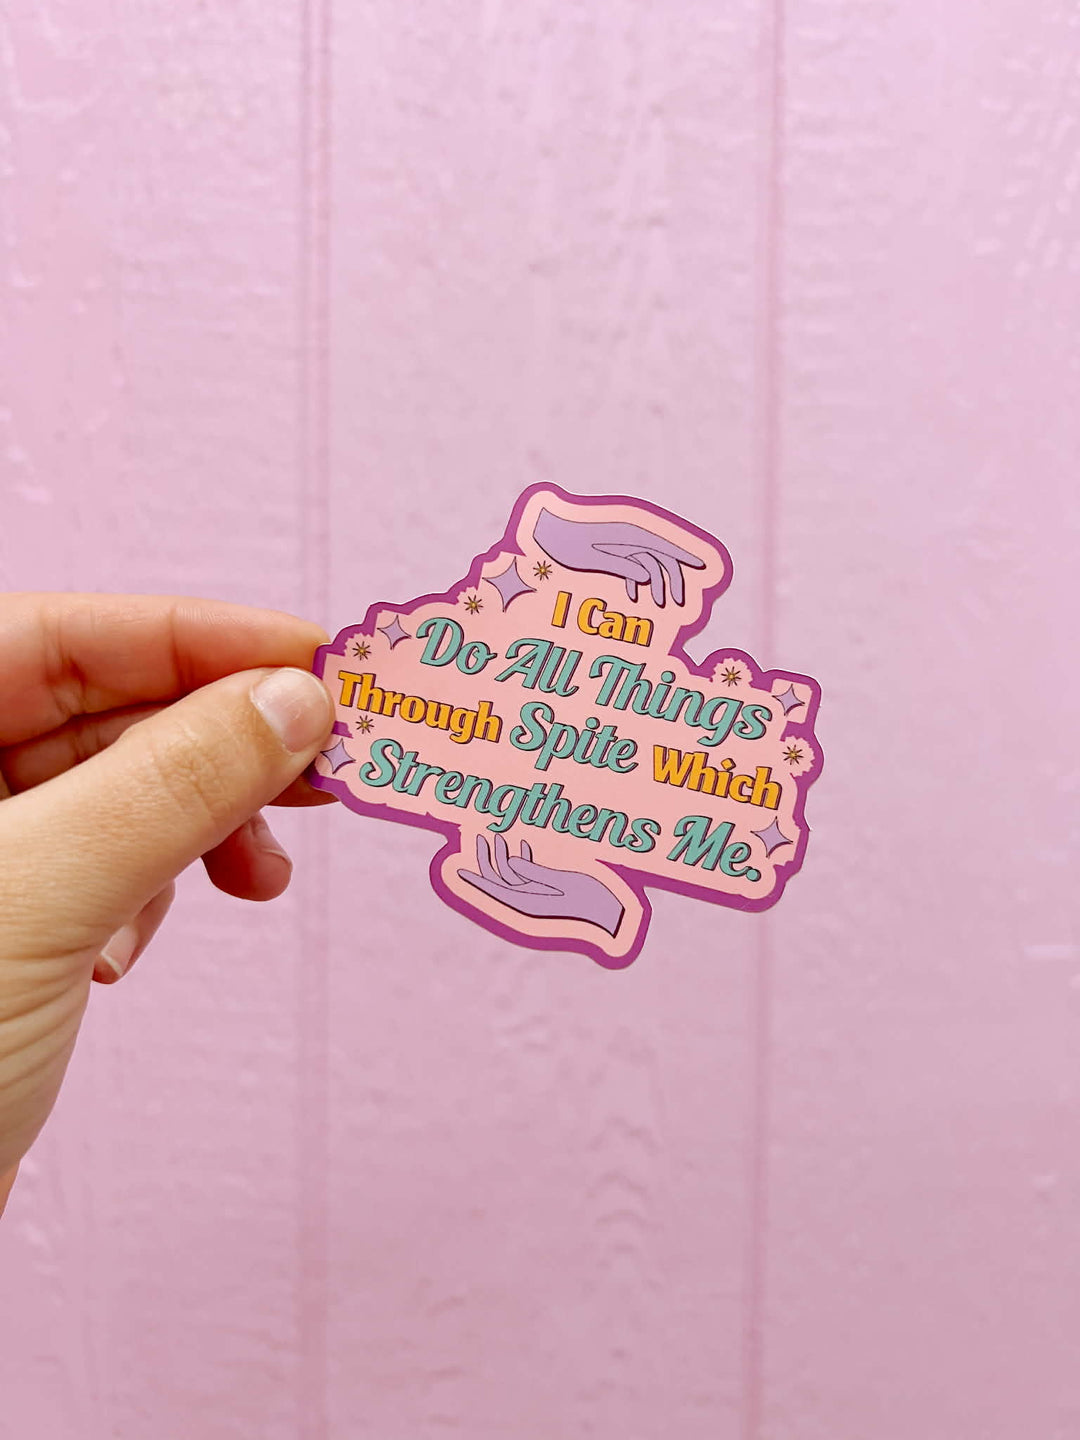 I Can
Do All Things
Through Spite Which
Strengthens Me.